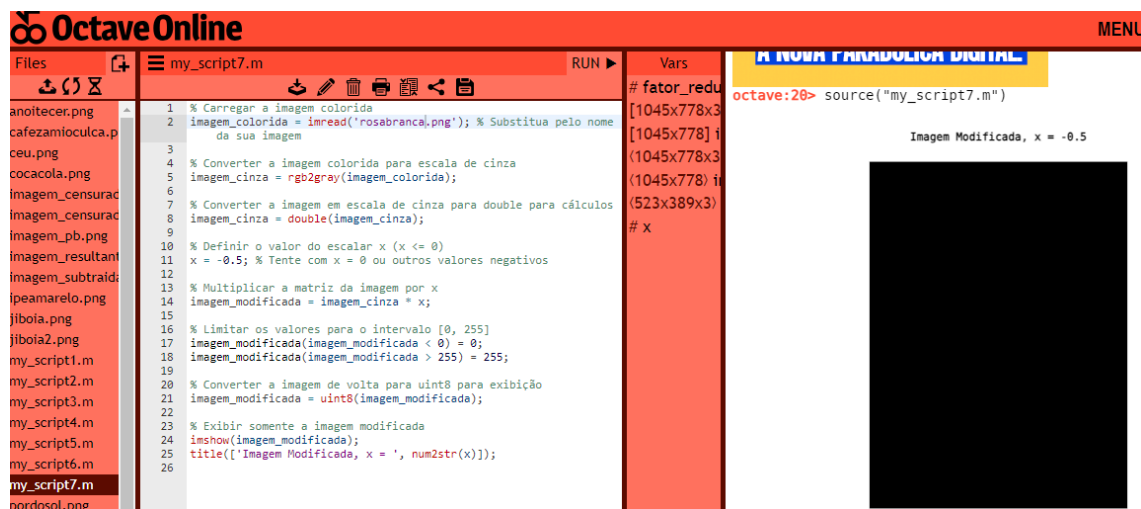 Octave Online
MENU
Files
my_script7.m
RUN
Vars
anoitecer.png
cafezamioculca.p
ceu.png
cocacola.png
imagem_censurac
imagem_censurac
imagem_pb.png
imagem_resultant
imagem_subtraida
ipeamarelo.png
jiboia.png
jiboia2.png
my_script1.m
my_script2.m
my_script3.m
my_script4.m
my_script5.m
my_script6.m
my_script7.m
pordosol.png
1 % Carregar a imagem colorida
2 imagem_colorida = imread('rosabranca.png'); % Substitua pelo nome
da sua imagem
3
4 % Converter a imagem colorida para escala de cinza
5 imagem_cinza = rgb2gray(imagem_colorida);
6
7 % Converter a imagem em escala de cinza para double para cálculos
8 imagem_cinza = double(imagem_cinza);
9
10 % Definir o valor do escalar x (x <= 0)
11 x = -0.5; % Tente com x = 0 ou outros valores negativos
12
13 % Multiplicar a matriz da imagem por x
14 imagem_modificada = imagem_cinza * x;
15
16 % Limitar os valores para o intervalo [0, 255]
17 imagem_modificada(imagem_modificada < 0) = 0;
18 imagem_modificada(imagem_modificada > 255) = 255;
19
20 % Converter a imagem de volta para uint8 para exibição
21 imagem_modificada = uint8(imagem_modificada);
22
23 % Exibir somente a imagem modificada
24 imshow(imagem_modificada);
25 title(['Imagem Modificada, x = ', num2str(x)]);
26
# fator_redu
[1045x778x3
[1045x778] i
⟨1045x778x3
⟨1045x778⟩ in
⟨523x389x3⟩
# x
A NOVA PARABÓLICA DIGITAL.
octave:20> source("my_script7.m")
Imagem Modificada, x = -0.5